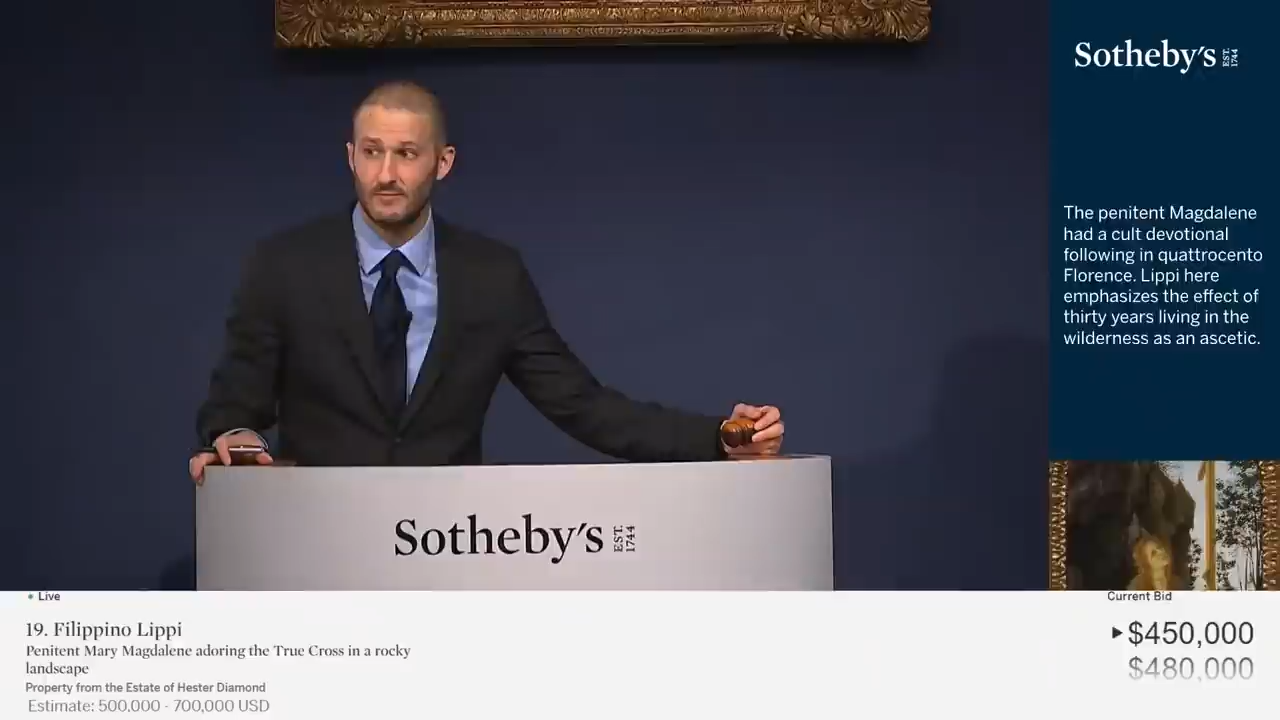 Sotheby's EST. 1744
The penitent Magdalene
had a cult devotional
following in quattrocento
Florence. Lippi here
emphasizes the effect of
thirty years living in the
wilderness as an ascetic.
Sotheby's EST. 1744
Live
Current Bid
19. Filippino Lippi
$450,000
Penitent Mary Magdalene adoring the True Cross in a rocky
landscape
$480,000
Property from the Estate of Hester Diamond
Estimate: 500,000 - 700,000 USD